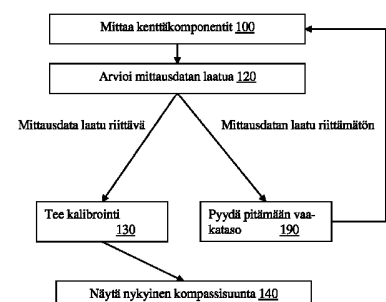 Mittaa kenttäkomponentit 100
Arvioi mittausdatan laatua 120
Mittausdata laatu riittävä
Mittausdatan laatu riittämätön
Tee kalibrointi
130
Pyydä pitämään vaa-
kataso 190
Näytä nykyinen kompassisuunta 140